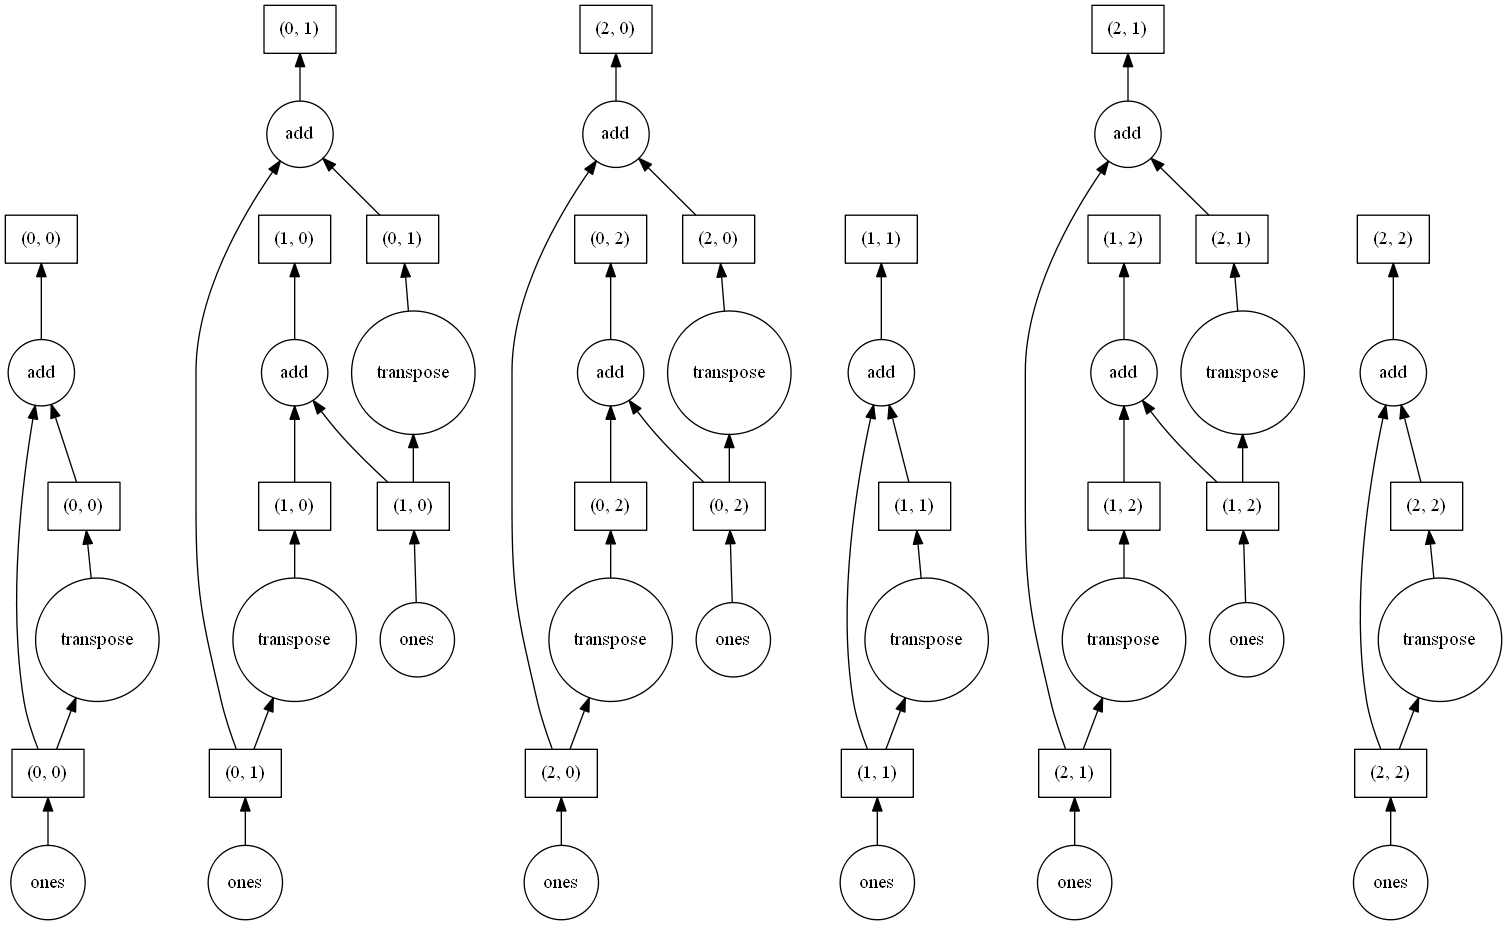 (0, 1)
(2, 0)
(2, 1)
add
add
add
(0, 0)
(1, 0)
(0, 1)
(0, 2)
(2, 0)
(1, 1)
(1, 2)
(2, 1)
(2, 2)
add
add
transpose
add
transpose
add
add
transpose
add
(0, 0)
(1, 0)
(1, 0)
(0, 2)
(0, 2)
(1, 1)
(1, 2)
(1, 2)
(2, 2)
transpose
transpose
ones
transpose
ones
transpose
transpose
ones
transpose
(0, 0)
(0, 1)
(2, 0)
(1, 1)
(2, 1)
(2, 2)
ones
ones
ones
ones
ones
ones